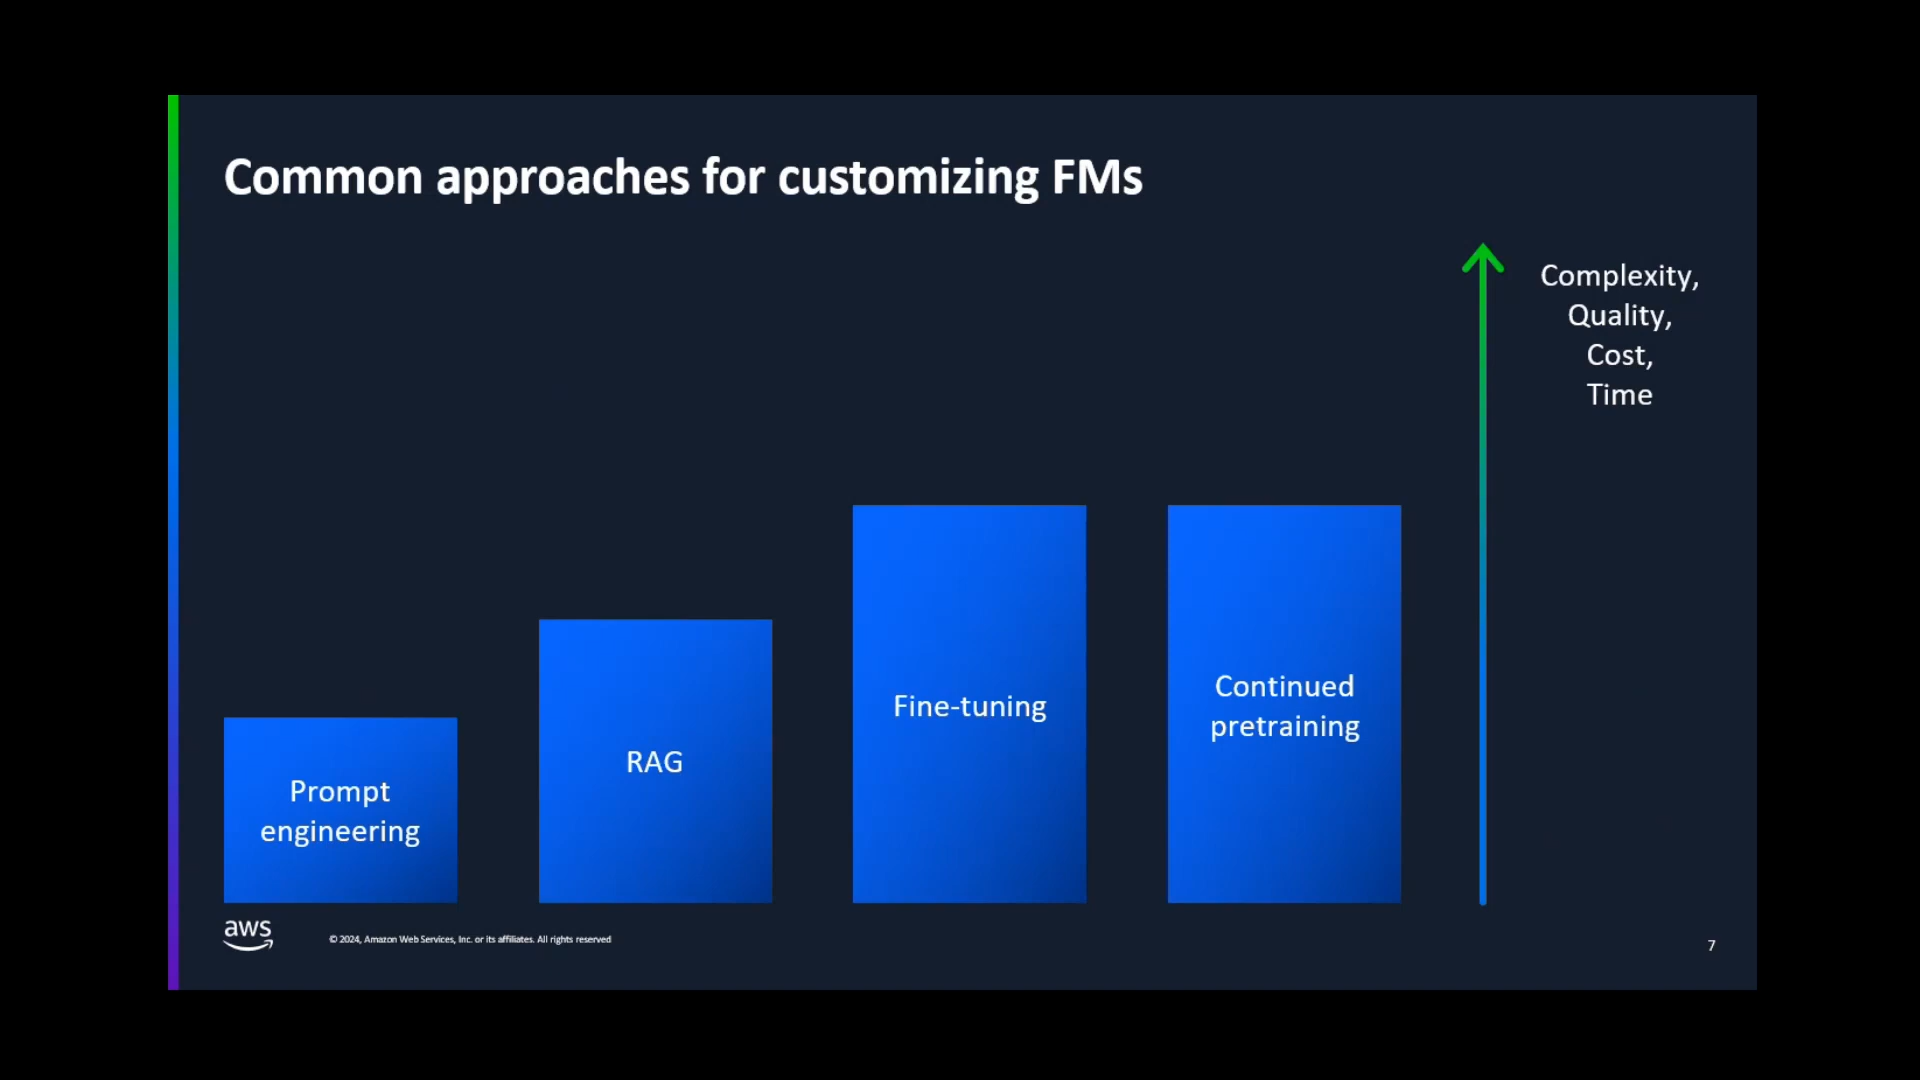 Common approaches for customizing FMs
Complexity,
Quality,
Cost,
Time
Prompt
engineering
RAG
Fine-tuning
Continued
pretraining
aws
© 2024, Amazon Web Services, Inc. or its affiliates. All rights reserved
7